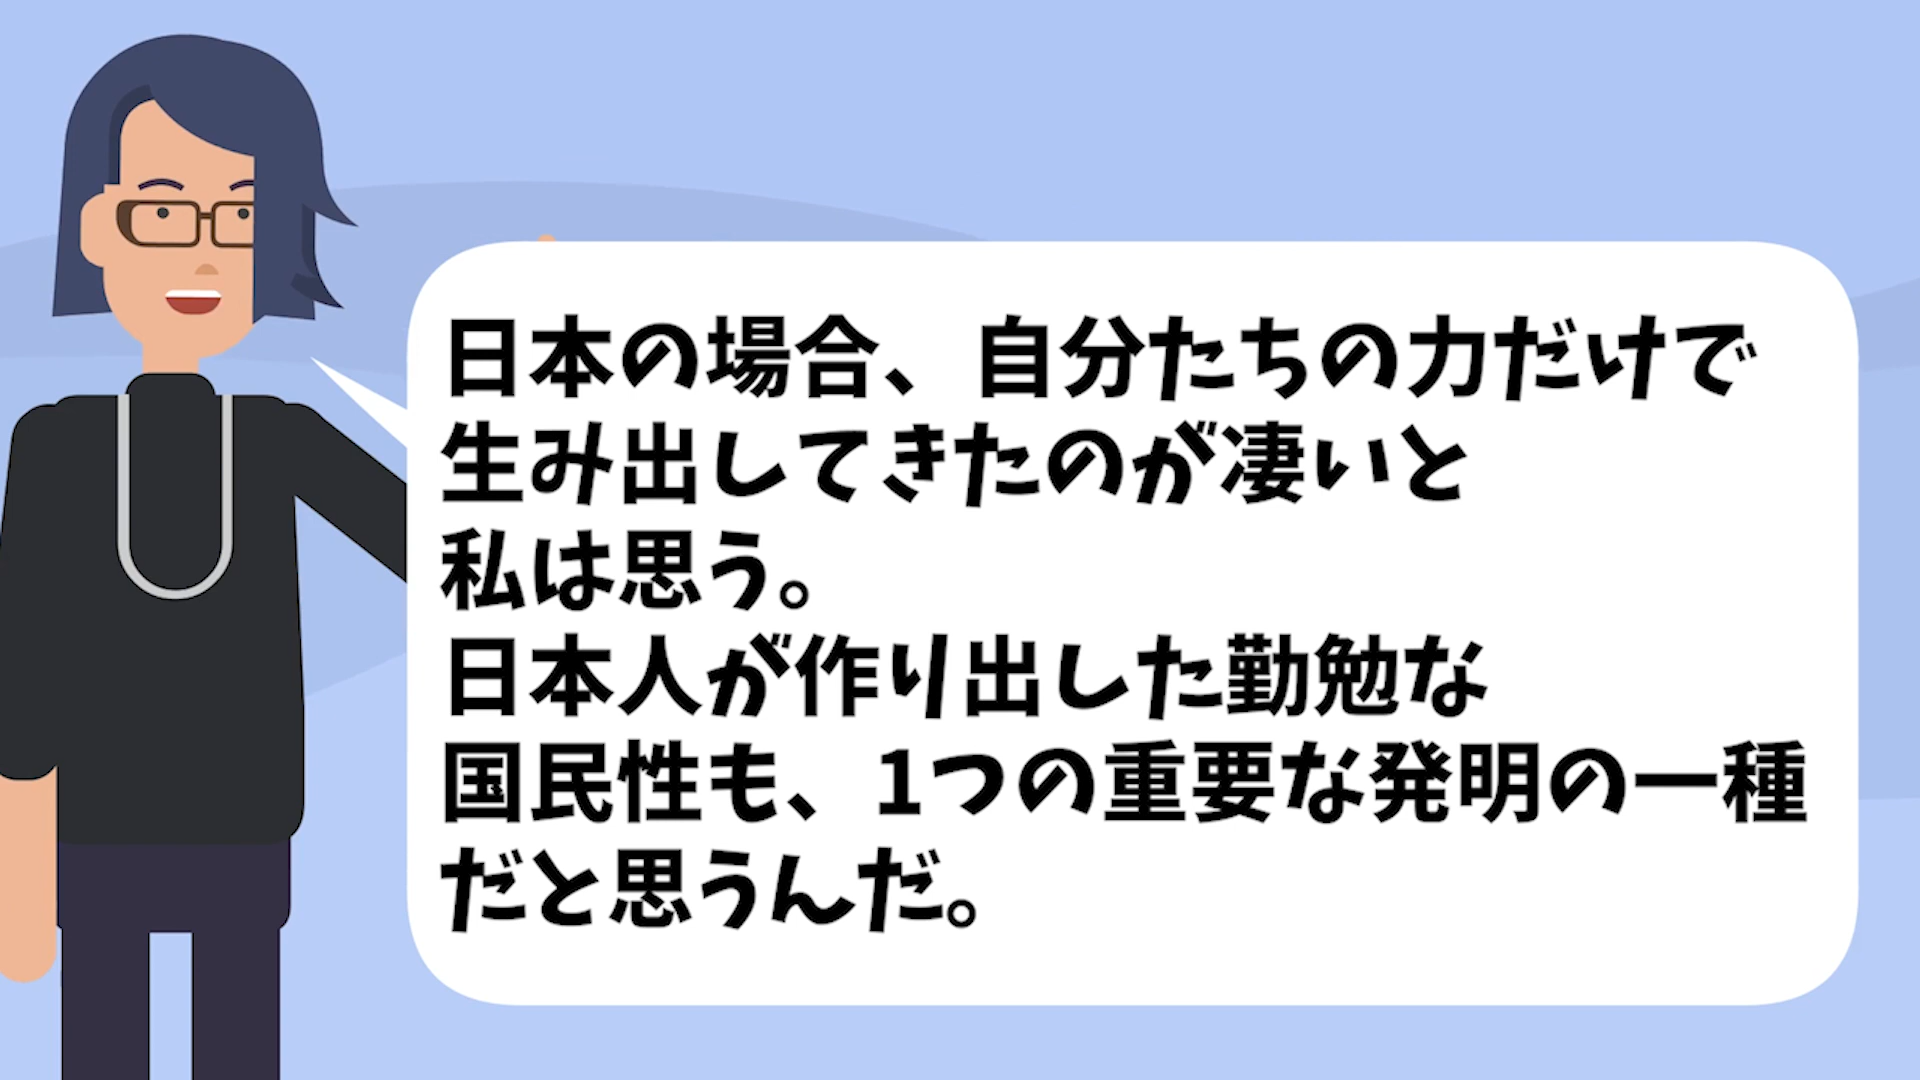 日本の場合、自分たちの力だけで
生み出してきたのが凄いと
私は思う。
日本人が作り出した勤勉な
国民性も、1つの重要な発明の一種
だと思うんだ。